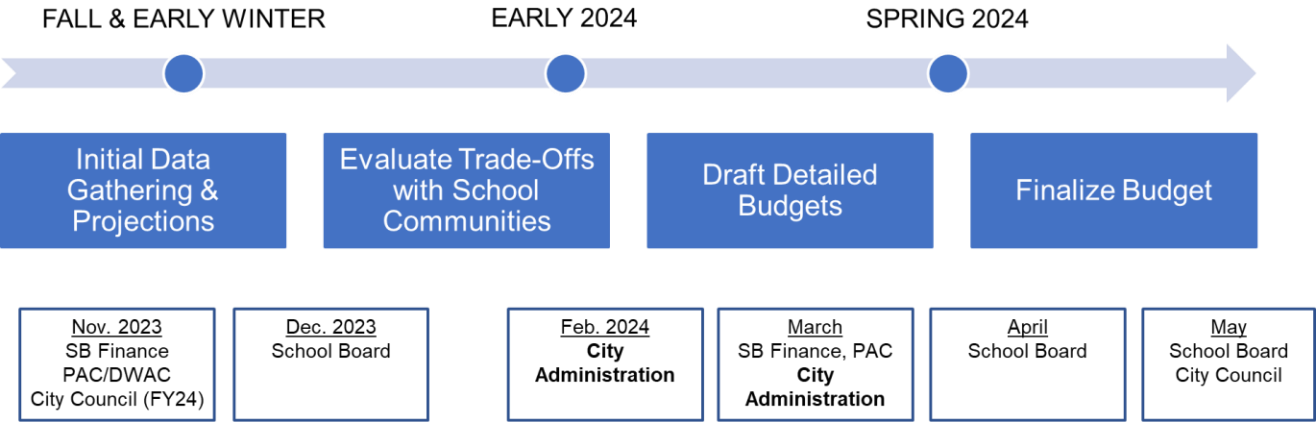 FALL & EARLY WINTER
EARLY 2024
SPRING 2024
Initial Data
Gathering &
Projections
Evaluate Trade-Offs
with School
Communities
Draft Detailed
Budgets
Finalize Budget
Nov. 2023
SB Finance
PAC/DWAC
City Council (FY24)
Dec. 2023
School Board
Feb. 2024
City
Administration
March
SB Finance, PAC
City
Administration
April
School Board
May
School Board
City Council